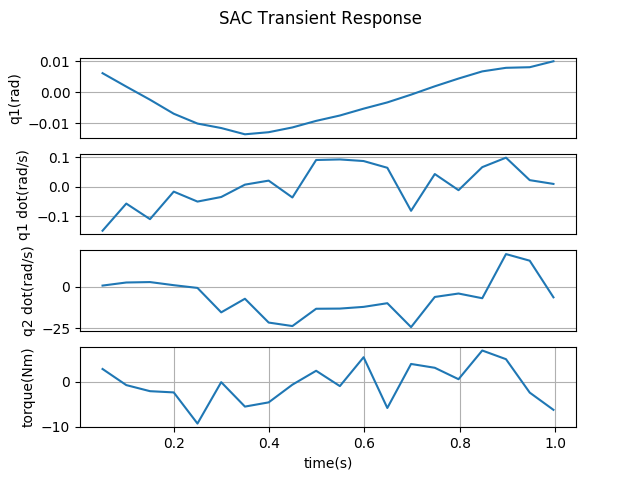 SAC Transient Response
0.01
0.00
−0.01
q1(rad)
0.1
0.0
−0.1
q1 dot(rad/s)
0
−25
q2 dot(rad/s)
0
−10
torque(Nm)
0.2 0.4 0.6 0.8 1.0
time(s)